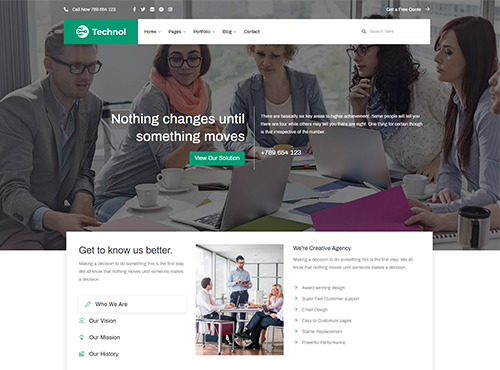 Call Now 789 654 123
Get a Free Quote
Technol
Home
Pages
Portfolio
Blog
Contact
Search here
Nothing changes until
something moves
View Our Solution
There are basically six key areas to higher achievement. Some people will tell you
there are four while others may tell you there are eight. One thing for certain though
is that irrespective of the number.
+789 654 123
Get to know us better.
Making a decision to do something this is the first step.
We all know that nothing moves until someone makes
a decision.
Who We Are
Our Vision
Our Mission
Our History
We're Creative Agency
Making a decision to do something this is the first step. We
all know that nothing moves until someone makes a decision.
Award-winning design
Super Fast Customer support
Email Design
Easy to Customize pages
Starter Replacement
Powerful Performance